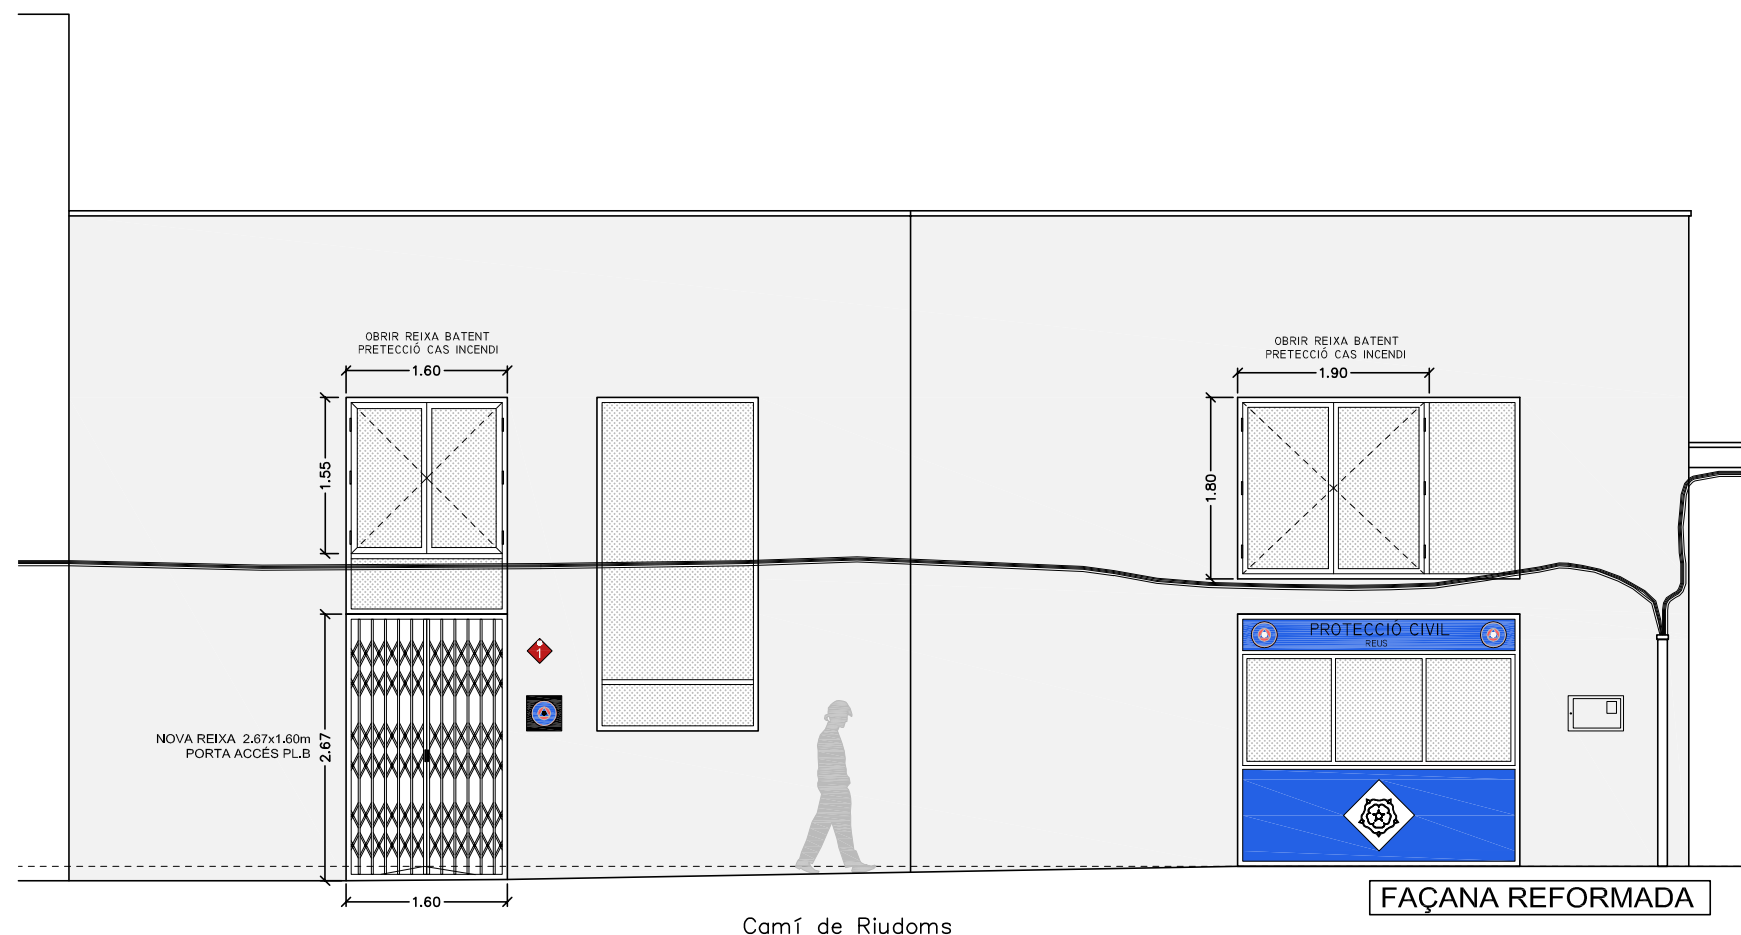 OBRIR REIXA BATENT
PRETECCIÓ CAS INCENDI
1.60
1.55
OBRIR REIXA BATENT
PRETECCIÓ CAS INCENDI
1.90
1.80
PROTECCIÓ CIVIL
REUS
1
NOVA REIXA 2.67x1.60m
PORTA ACCÉS PL.B
2.67
1.60
FAÇANA REFORMADA
Camí de Riudoms